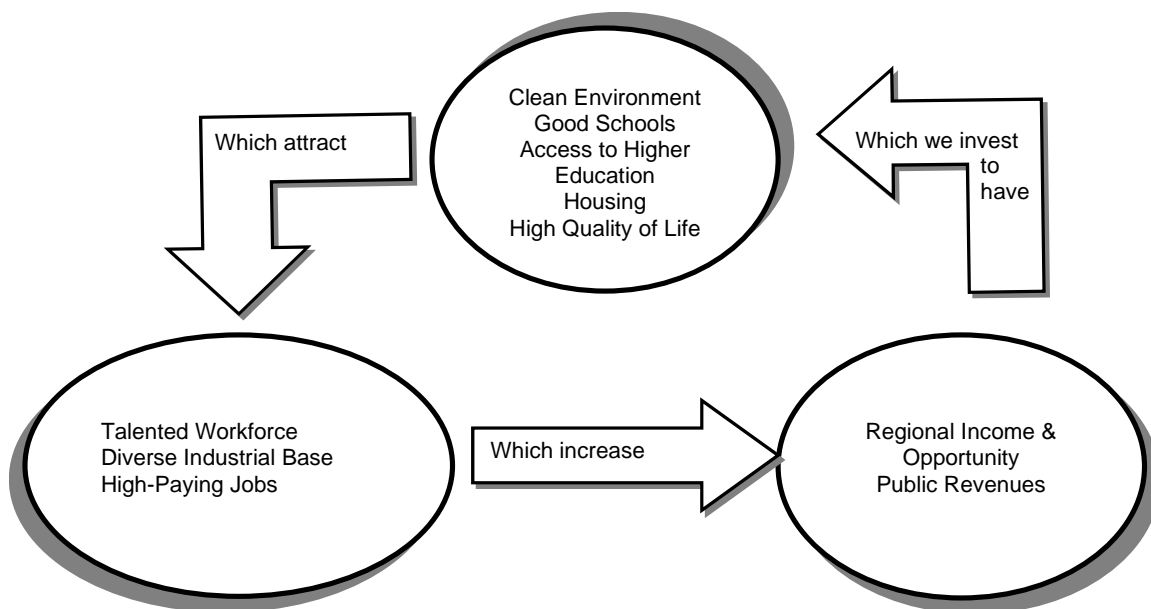 Clean Environment
Good Schools
Access to Higher
Education
Housing
High Quality of Life
Which attract
Which we invest
to
have
Talented Workforce
Diverse Industrial Base
High-Paying Jobs
Which increase
Regional Income &
Opportunity
Public Revenues